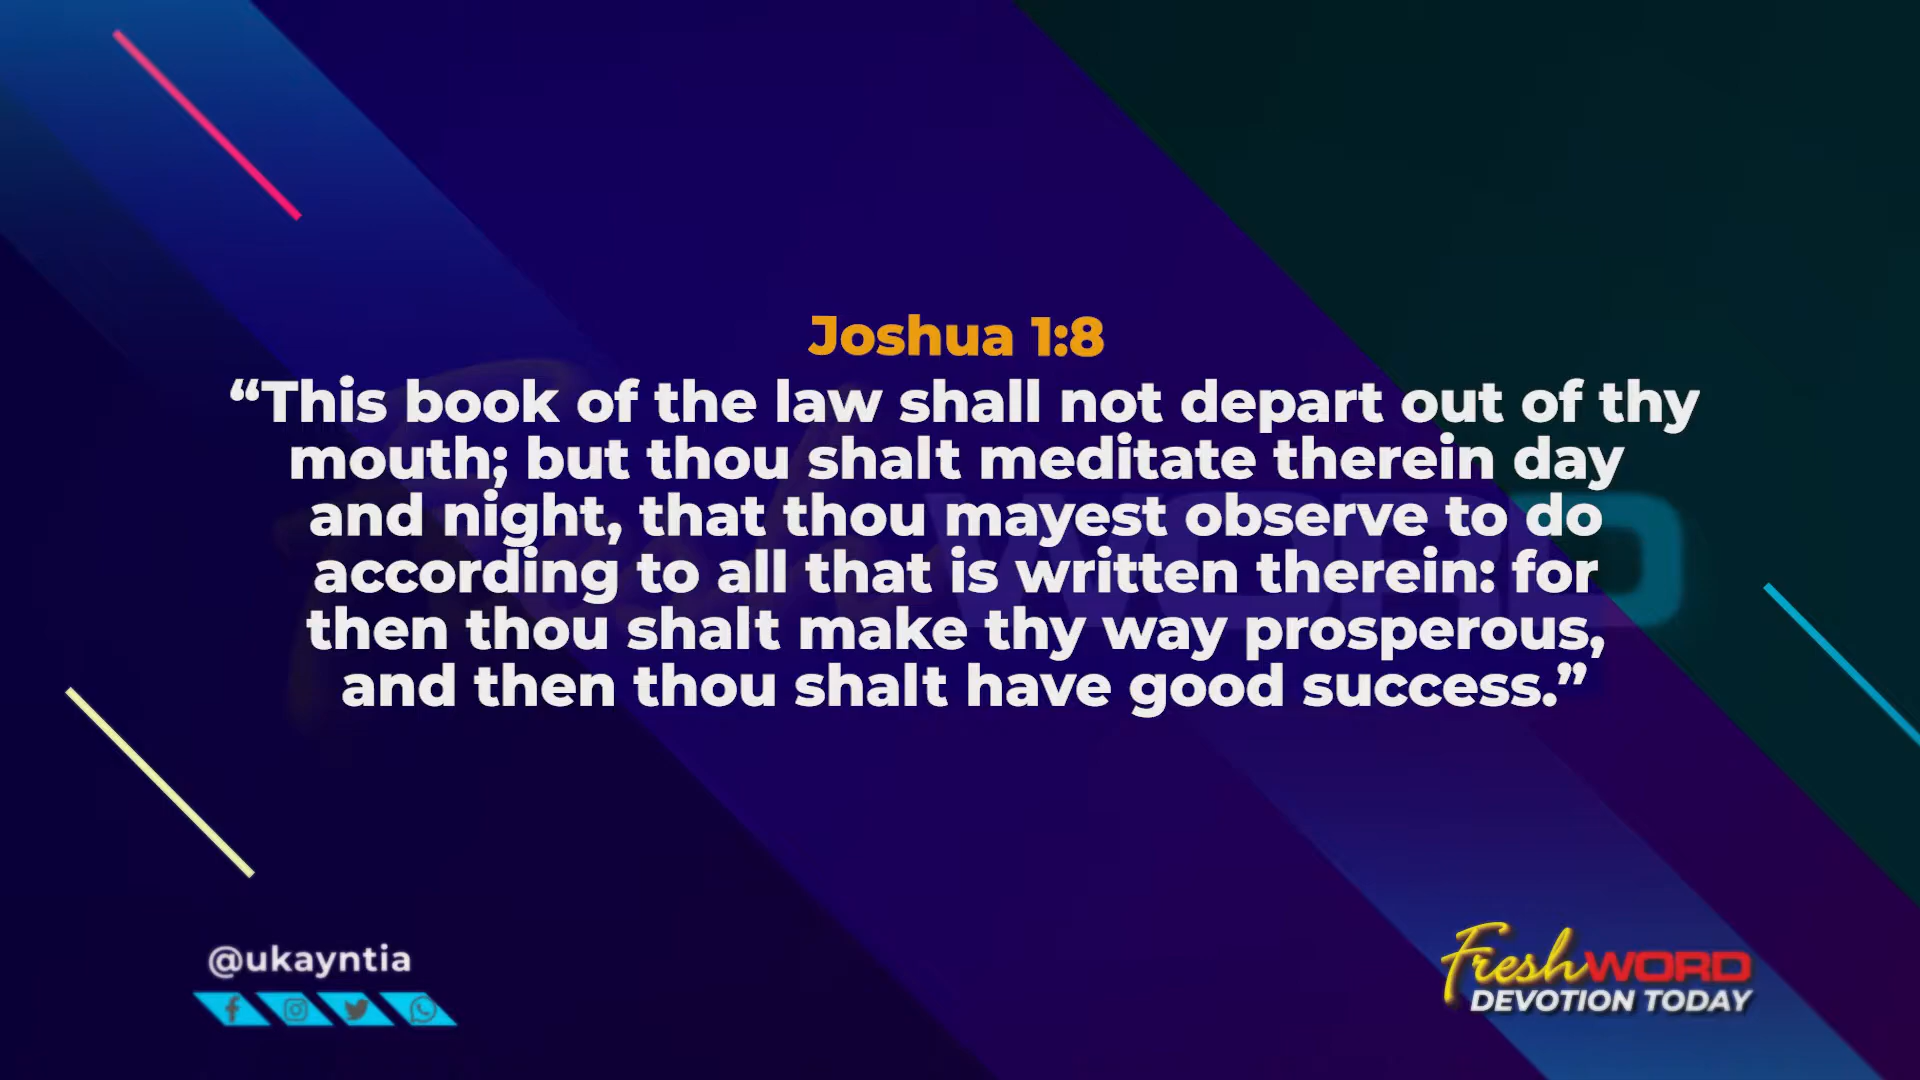 Joshua 1:8
“This book of the law shall not depart out of thy
mouth; but thou shalt meditate therein day
and night, that thou mayest observe to do
according to all that is written therein: for
then thou shalt make thy way prosperous,
and then thou shalt have good success.”
@ukayntia
FreshWORD
DEVOTION TODAY